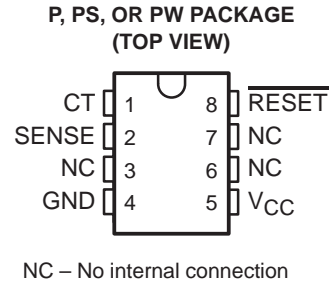 P, PS, OR PW PACKAGE
(TOP VIEW)
CT 1 8 RESET
SENSE 2 7 NC
NC 3 6 NC
GND 4 5 VCC
NC – No internal connection